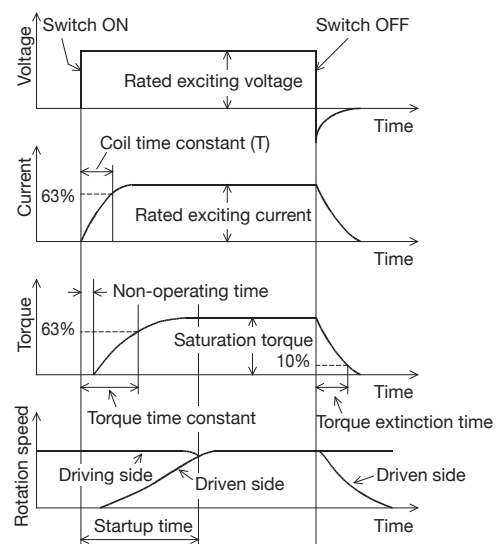 Switch ON
Switch OFF
Voltage
Rated exciting voltage
Time
Coil time constant (T)
Current
63%
Rated exciting current
Time
Non-operating time
Torque
63%
Saturation torque
10%
Time
Torque time constant
Torque extinction time
Rotation speed
Driving side
Driven side
Driven side
Startup time
Time